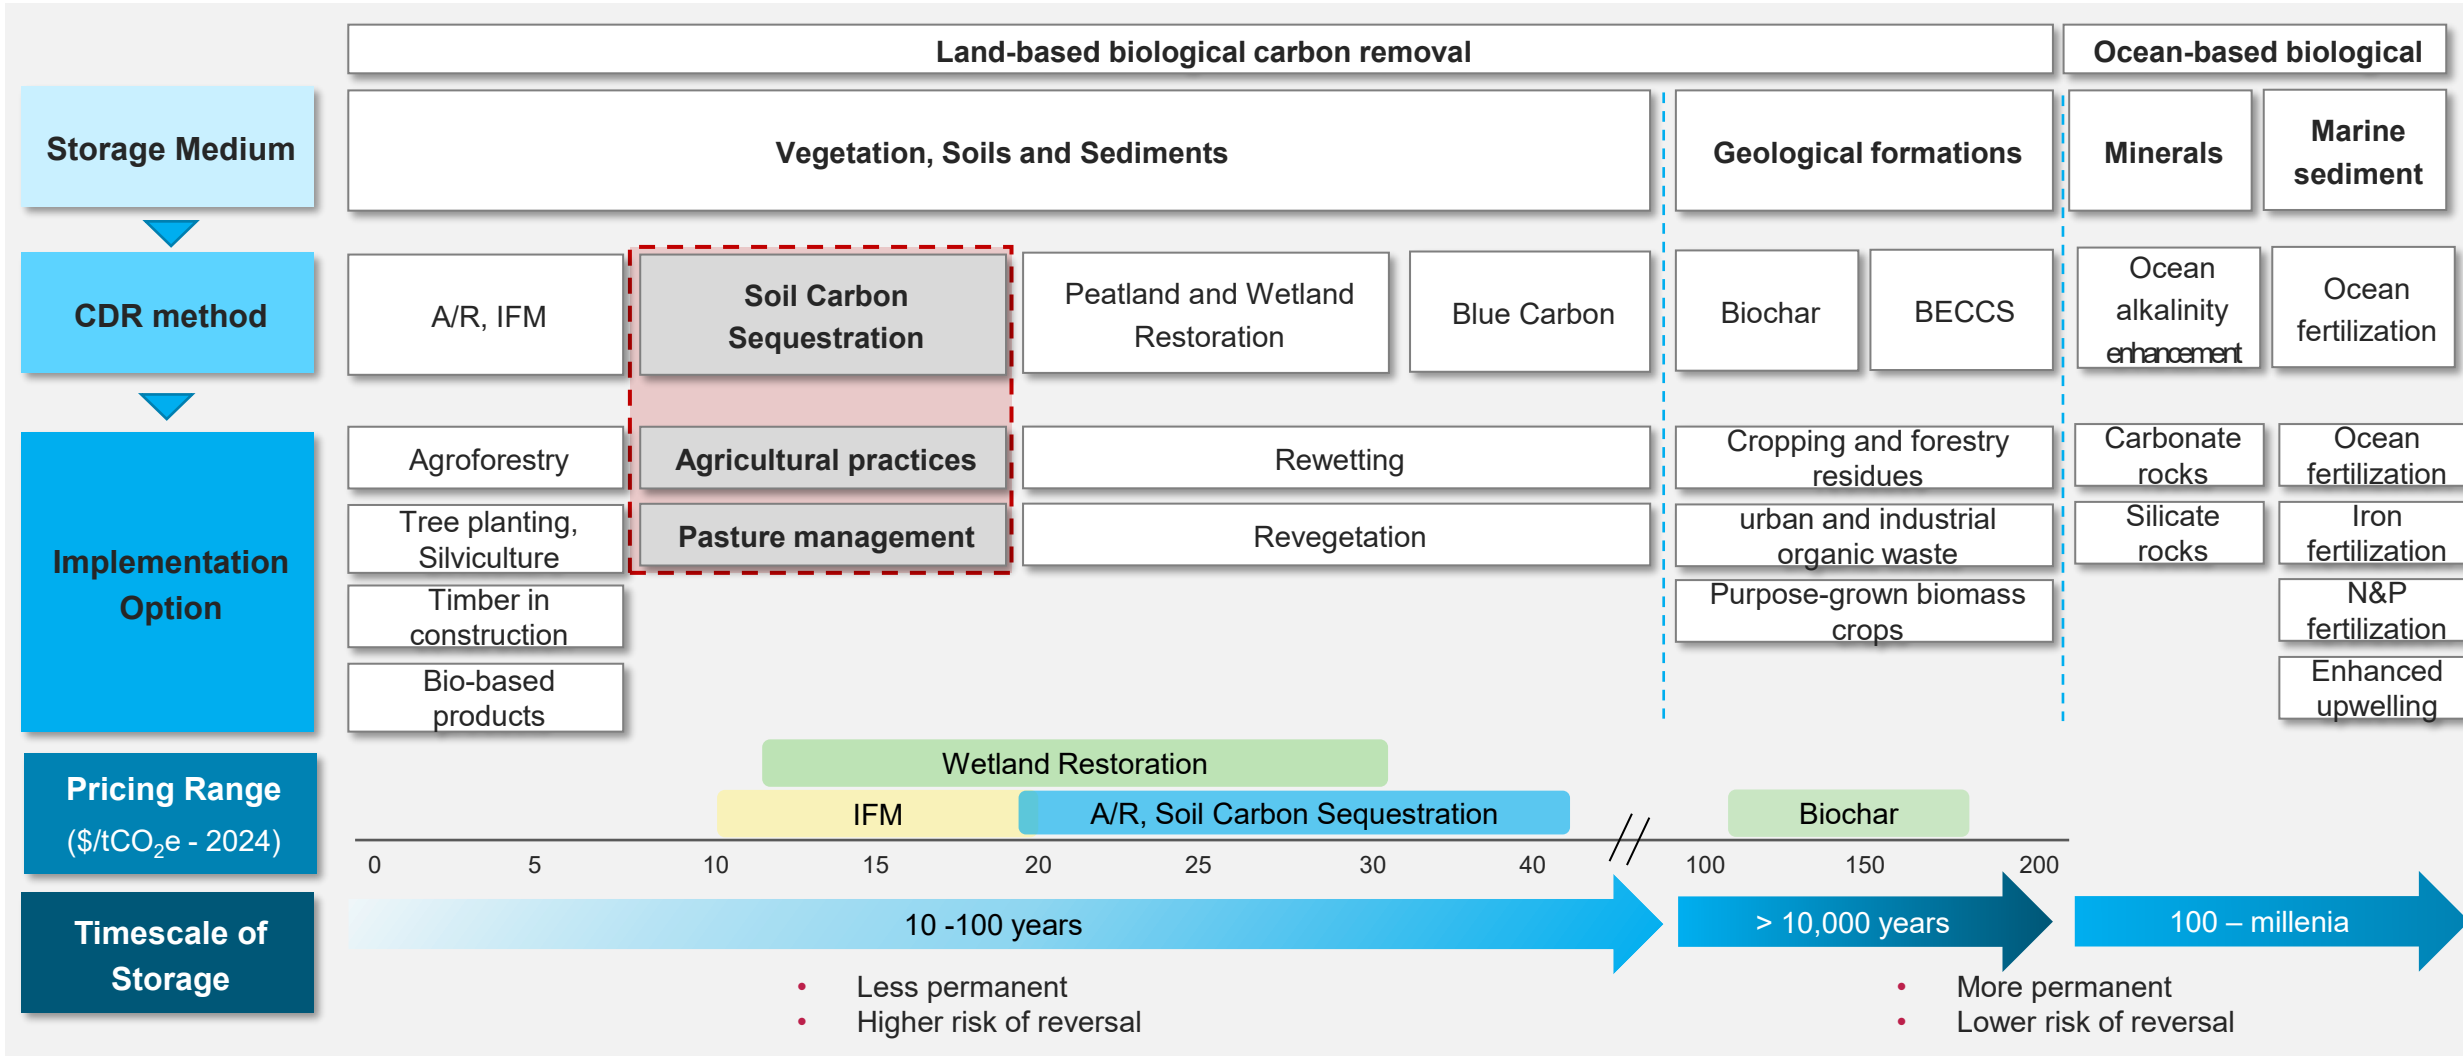 Land-based biological carbon removal
Ocean-based biological
Storage Medium
Vegetation, Soils and Sediments
Geological formations
Minerals
Marine
sediment
CDR method
A/R, IFM
Soil Carbon
Sequestration
Peatland and Wetland
Restoration
Blue Carbon
Biochar
BECCS
Ocean
alkalinity
enhancement
Ocean
fertilization
Implementation
Option
Agroforestry
Agricultural practices
Rewetting
Cropping and forestry
residues
Carbonate
rocks
Ocean
fertilization
Tree planting,
Silviculture
Pasture management
Revegetation
urban and industrial
organic waste
Silicate
rocks
Iron
fertilization
Timber in
construction
Purpose-grown biomass
crops
N&P
fertilization
Bio-based
products
Enhanced
upwelling
Pricing Range
($/tCO₂e - 2024)
Wetland Restoration
IFM
A/R, Soil Carbon Sequestration
Biochar
0 5 10 15 20 25 30 40 100 150 200
Timescale of
Storage
10 -100 years
> 10,000 years
100 – millenia
• Less permanent
• Higher risk of reversal
• More permanent
• Lower risk of reversal